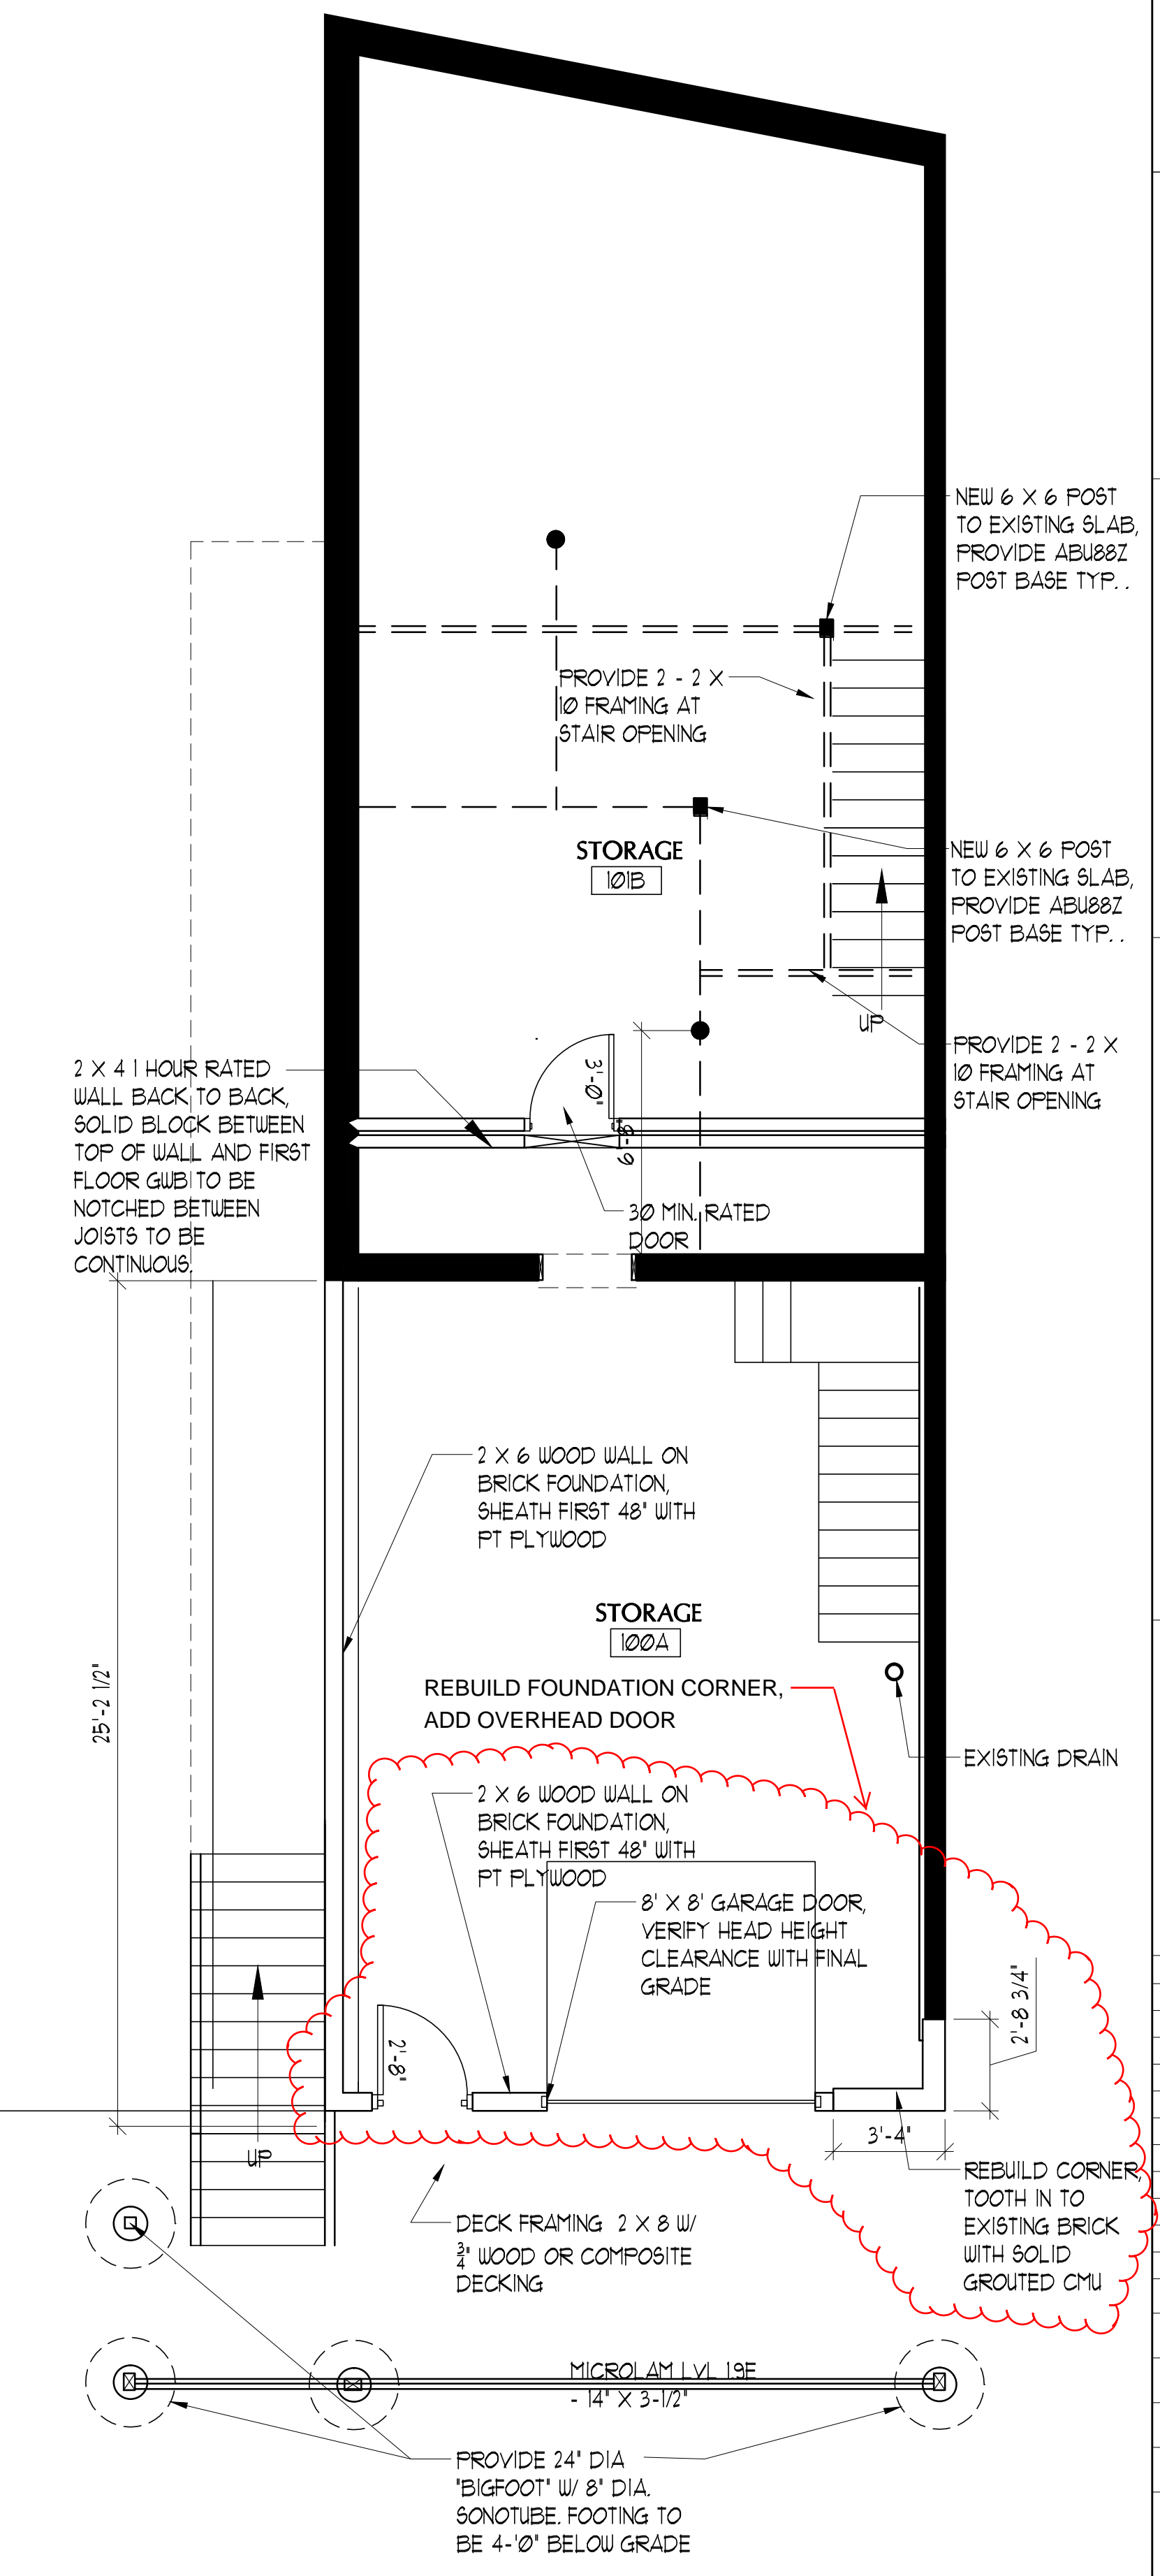 NEW 6 X 6 POST
TO EXISTING SLAB,
PROVIDE ABU88Z
POST BASE TYP. .
PROVIDE 2 - 2 X
10 FRAMING AT
STAIR OPENING
STORAGE
101B
NEW 6 X 6 POST
TO EXISTING SLAB,
PROVIDE ABU88Z
POST BASE TYP. .
UP
PROVIDE 2 - 2 X
10 FRAMING AT
STAIR OPENING
2 X 4 1 HOUR RATED
WALL BACK TO BACK,
SOLID BLOCK BETWEEN
TOP OF WALL AND FIRST
FLOOR GWB TO BE
NOTCHED BETWEEN
JOISTS TO BE
CONTINUOUS.
3'-0"
30 MIN. RATED
DOOR
2 X 6 WOOD WALL ON
BRICK FOUNDATION,
SHEATH FIRST 48" WITH
PT PLYWOOD
STORAGE
100A
25'-2 1/2"
REBUILD FOUNDATION CORNER,
ADD OVERHEAD DOOR
EXISTING DRAIN
2 X 6 WOOD WALL ON
BRICK FOUNDATION,
SHEATH FIRST 48" WITH
PT PLYWOOD
8' X 8' GARAGE DOOR,
VERIFY HEAD HEIGHT
CLEARANCE WITH FINAL
GRADE
2'-8 3/4"
2'-8"
3'-4"
UP
REBUILD CORNER,
TOOTH IN TO
EXISTING BRICK
WITH SOLID
GROUTED CMU
DECK FRAMING 2 X 8 W/
3/4" WOOD OR COMPOSITE
DECKING
MICROLAM LVL 1.9E
- 14" X 3-1/2"
PROVIDE 24" DIA
"BIGFOOT" W/ 8" DIA.
SONOTUBE. FOOTING TO
BE 4-'0" BELOW GRADE